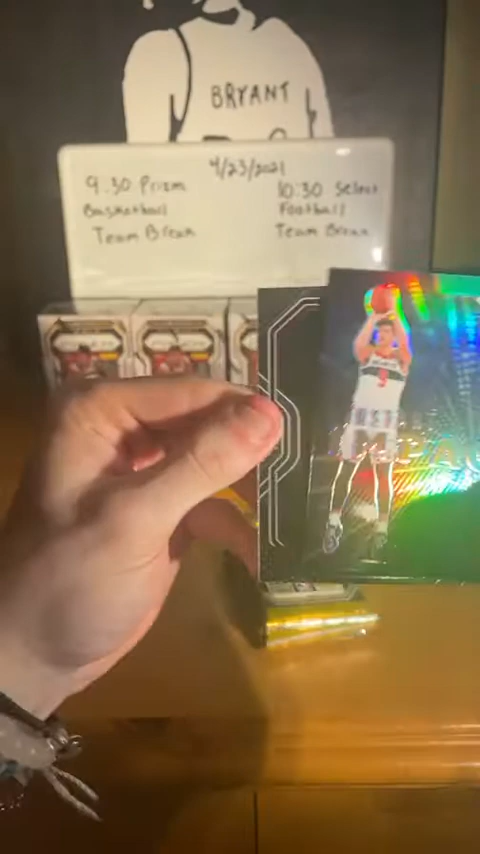 BRYANT
4/23/2021
9:30 Prizm
Basketball
Team Break
10:30 Select
Football
Team Break